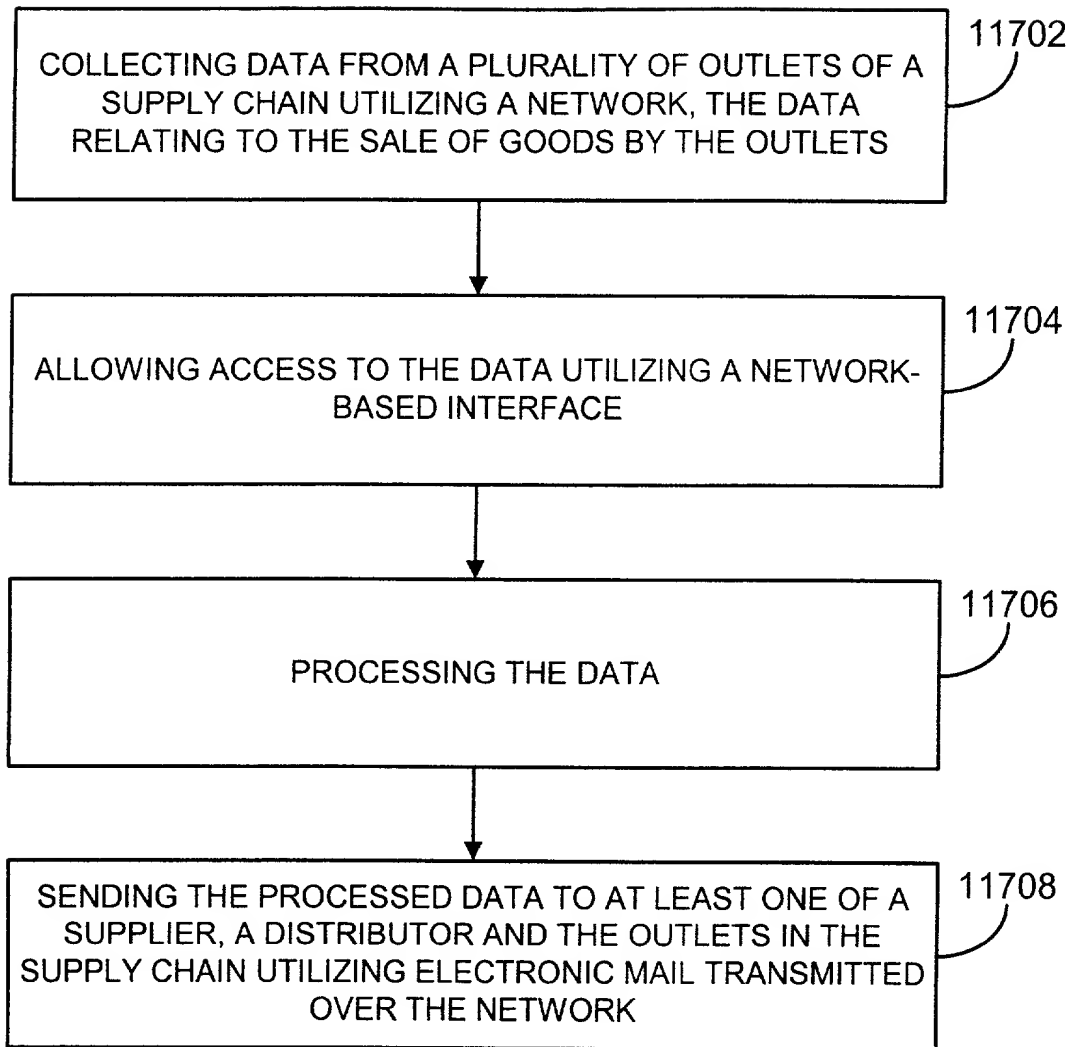 11702
COLLECTING DATA FROM A PLURALITY OF OUTLETS OF A
SUPPLY CHAIN UTILIZING A NETWORK, THE DATA
RELATING TO THE SALE OF GOODS BY THE OUTLETS
11704
ALLOWING ACCESS TO THE DATA UTILIZING A NETWORK-
BASED INTERFACE
11706
PROCESSING THE DATA
11708
SENDING THE PROCESSED DATA TO AT LEAST ONE OF A
SUPPLIER, A DISTRIBUTOR AND THE OUTLETS IN THE
SUPPLY CHAIN UTILIZING ELECTRONIC MAIL TRANSMITTED
OVER THE NETWORK